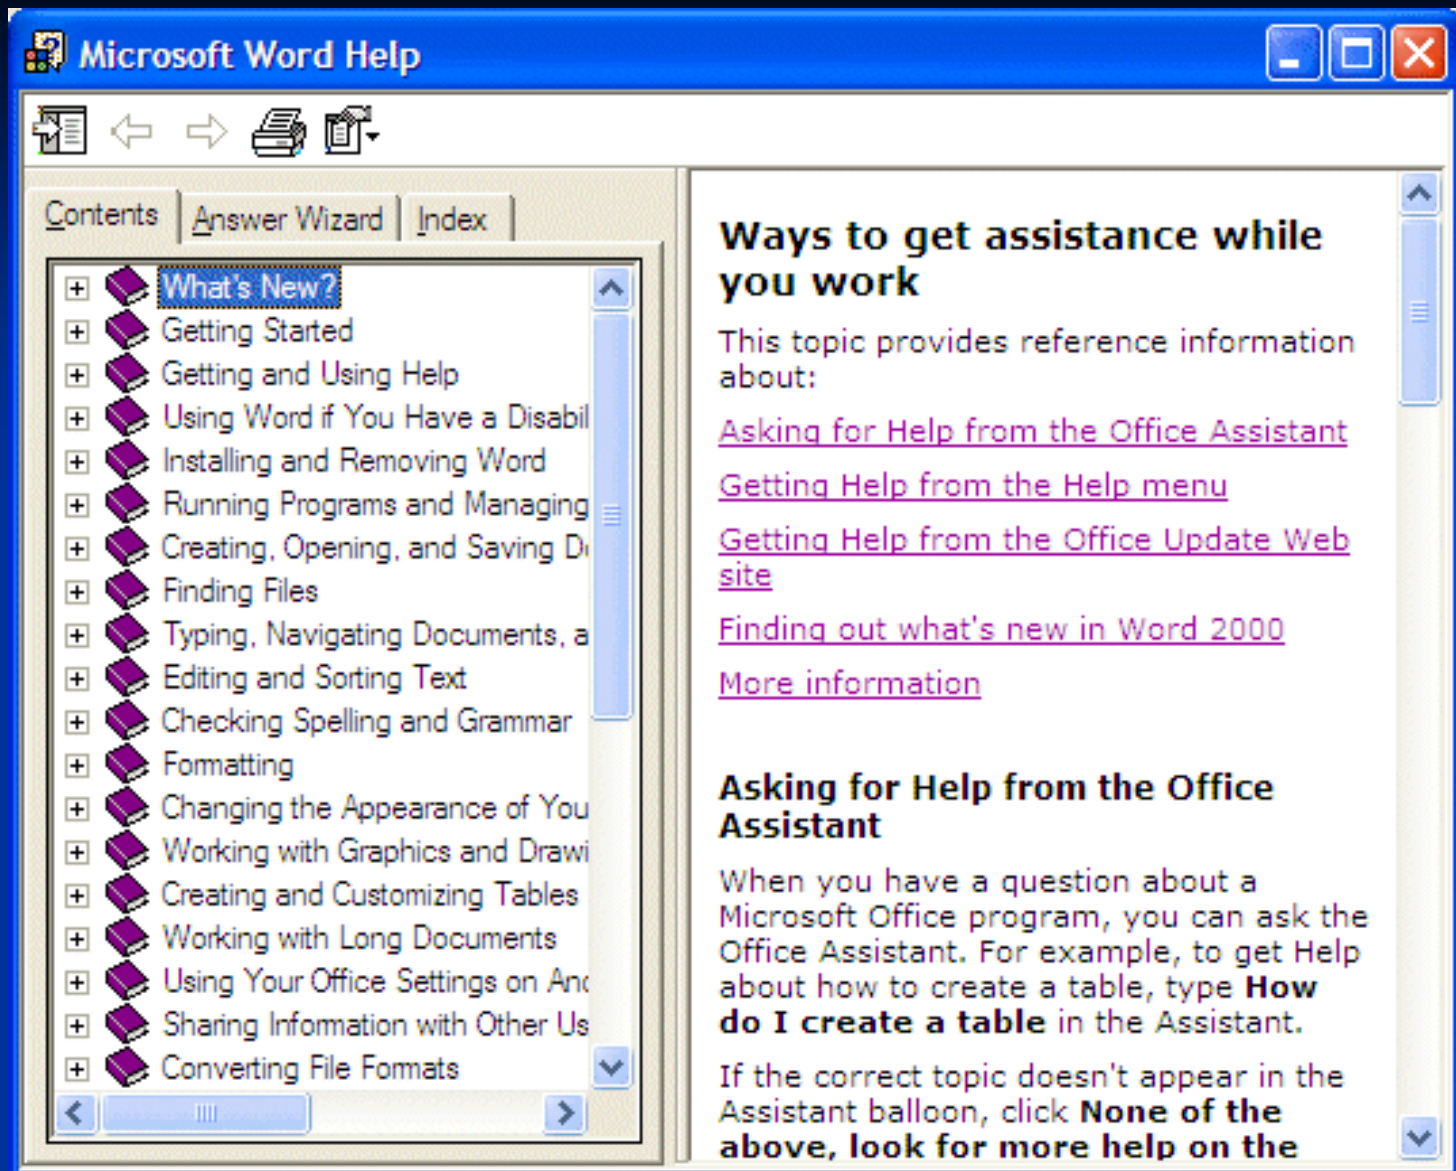 Microsoft Word Help
Contents
Answer Wizard
Index
What's New?
Getting Started
Getting and Using Help
Using Word if You Have a Disabil
Installing and Removing Word
Running Programs and Managing
Creating, Opening, and Saving D
Finding Files
Typing, Navigating Documents, a
Editing and Sorting Text
Checking Spelling and Grammar
Formatting
Changing the Appearance of You
Working with Graphics and Drawi
Creating and Customizing Tables
Working with Long Documents
Using Your Office Settings on And
Sharing Information with Other Us
Converting File Formats
Ways to get assistance while
you work
This topic provides reference information
about:
Asking for Help from the Office Assistant
Getting Help from the Help menu
Getting Help from the Office Update Web
site
Finding out what's new in Word 2000
More information
Asking for Help from the Office
Assistant
When you have a question about a
Microsoft Office program, you can ask the
Office Assistant. For example, to get Help
about how to create a table, type How
do I create a table in the Assistant.
If the correct topic doesn't appear in the
Assistant balloon, click None of the
above, look for more help on the